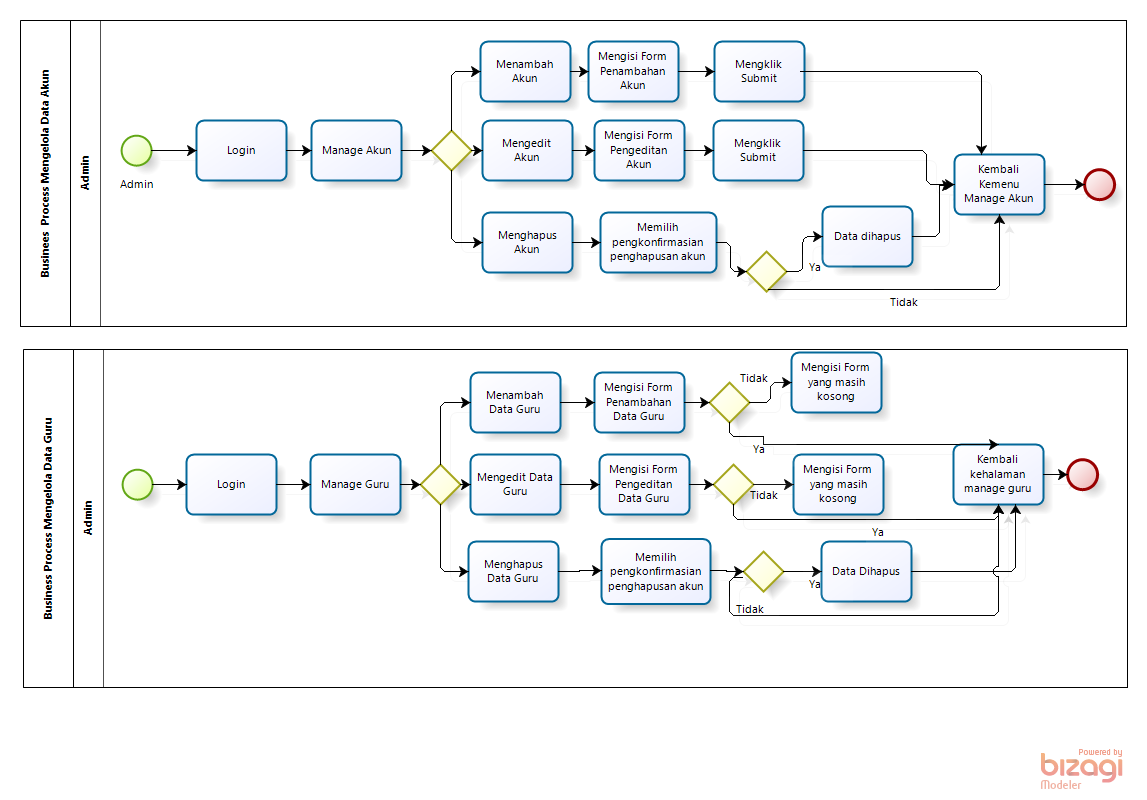 Businees Process Mengelola Data Akun
Admin
Admin
Login
Manage Akun
Menambah
Akun
Mengisi Form
Penambahan
Akun
Mengklik
Submit
Mengedit
Akun
Mengisi Form
Pengeditan
Akun
Mengklik
Submit
Menghapus
Akun
Memilih
pengkonfirmasian
penghapusan akun
Ya
Tidak
Data dihapus
Kembali
Kemenu
Manage Akun
Business Process Mengelola Data Guru
Admin
Login
Manage Guru
Menambah
Data Guru
Mengisi Form
Penambahan
Data Guru
Tidak
Ya
Mengisi Form
yang masih
kosong
Mengedit Data
Guru
Mengisi Form
Pengeditan
Data Guru
Tidak
Ya
Mengisi Form
yang masih
kosong
Menghapus
Data Guru
Memilih
pengkonfirmasian
penghapusan akun
Ya
Tidak
Data Dihapus
Kembali
kehalaman
manage guru
Powered by
bizagi
Modeler